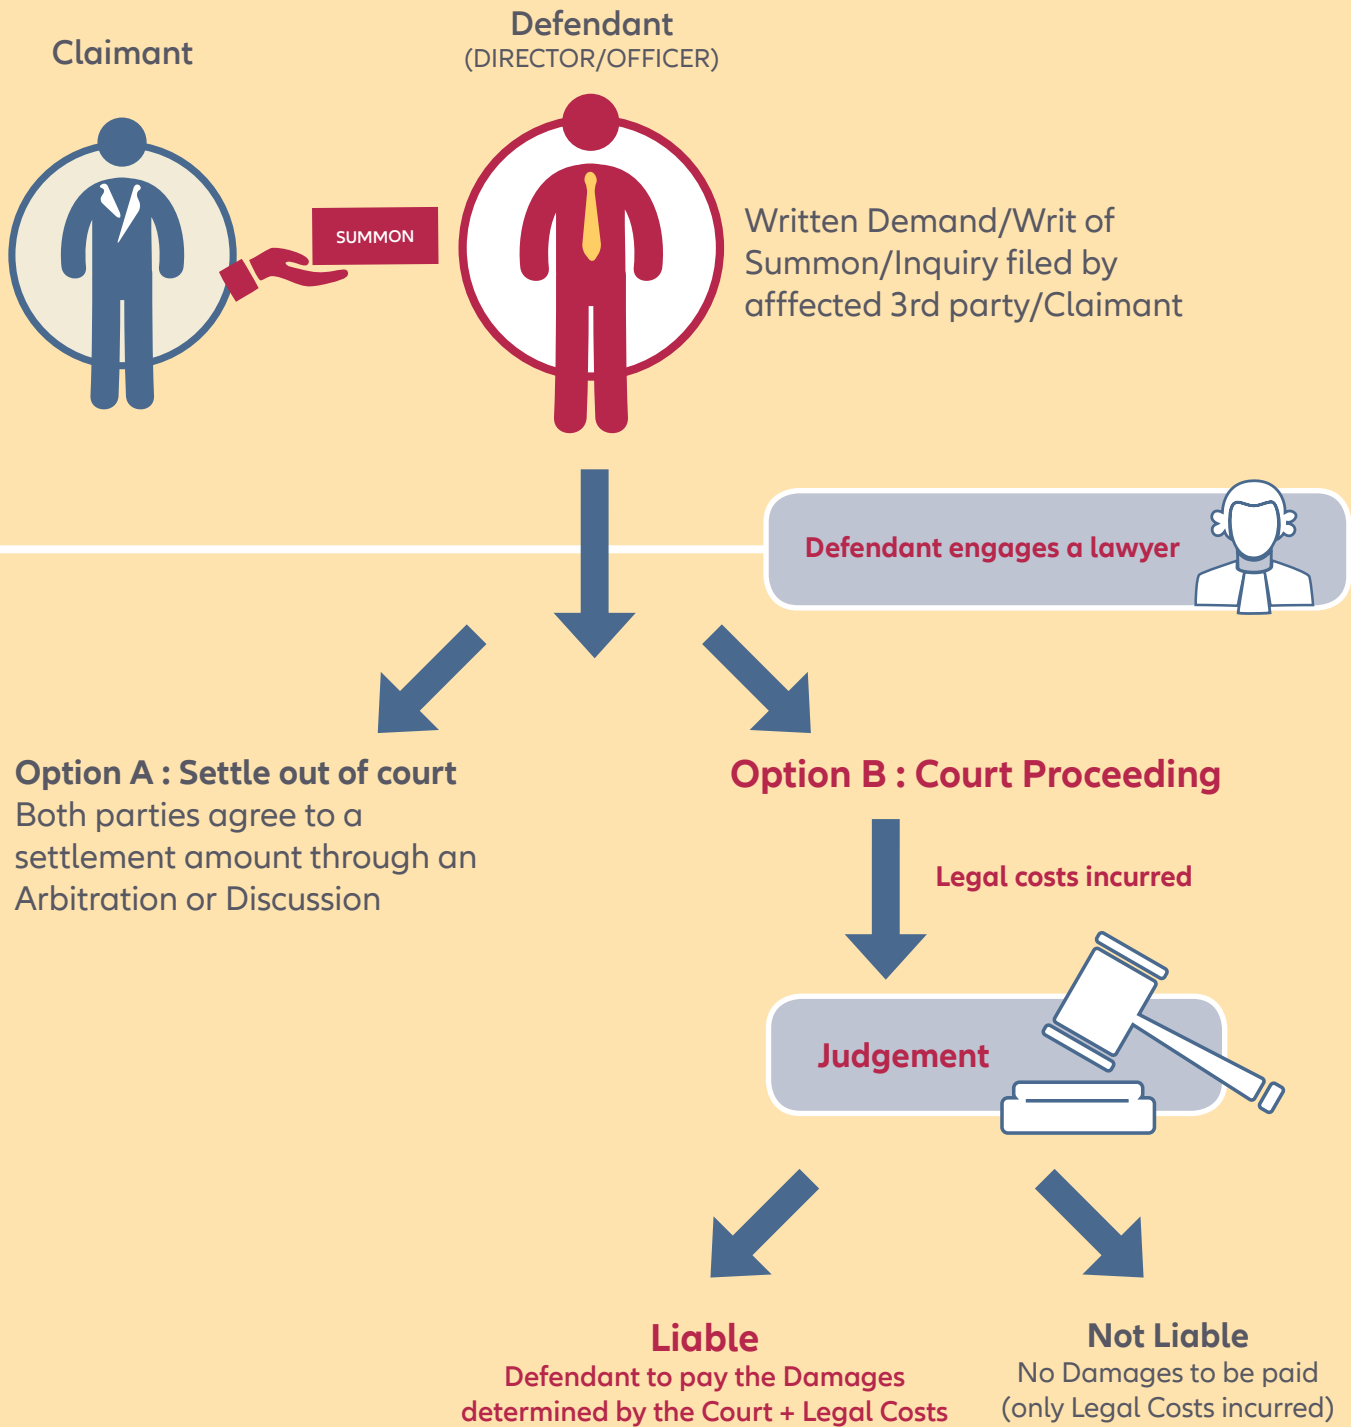 Claimant
Defendant
(DIRECTOR/OFFICER)
SUMMON
Written Demand/Writ of
Summon/Inquiry filed by
afffected 3rd party/Claimant
Defendant engages a lawyer
Option A : Settle out of court
Both parties agree to a
settlement amount through an
Arbitration or Discussion
Option B : Court Proceeding
Legal costs incurred
Judgement
Liable
Defendant to pay the Damages
determined by the Court + Legal Costs
Not Liable
No Damages to be paid
(only Legal Costs incurred)